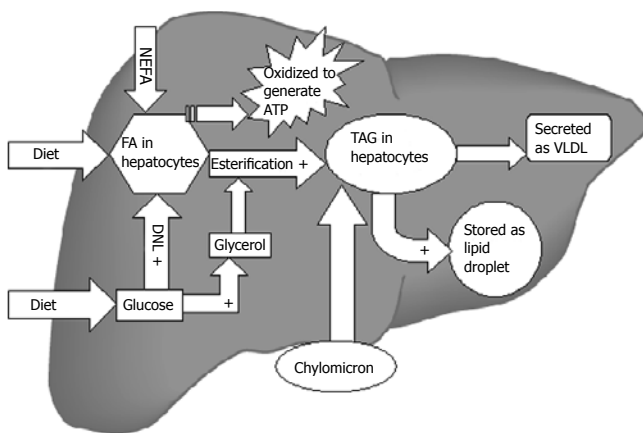 NEFA
Oxidized to
generate
ATP
Diet
FA in
hepatocytes
Esterification +
TAG in
hepatocytes
Secreted
as VLDL
DNL +
Glycerol
Stored as
lipid
droplet
+
Diet
Glucose
+
Chylomicron